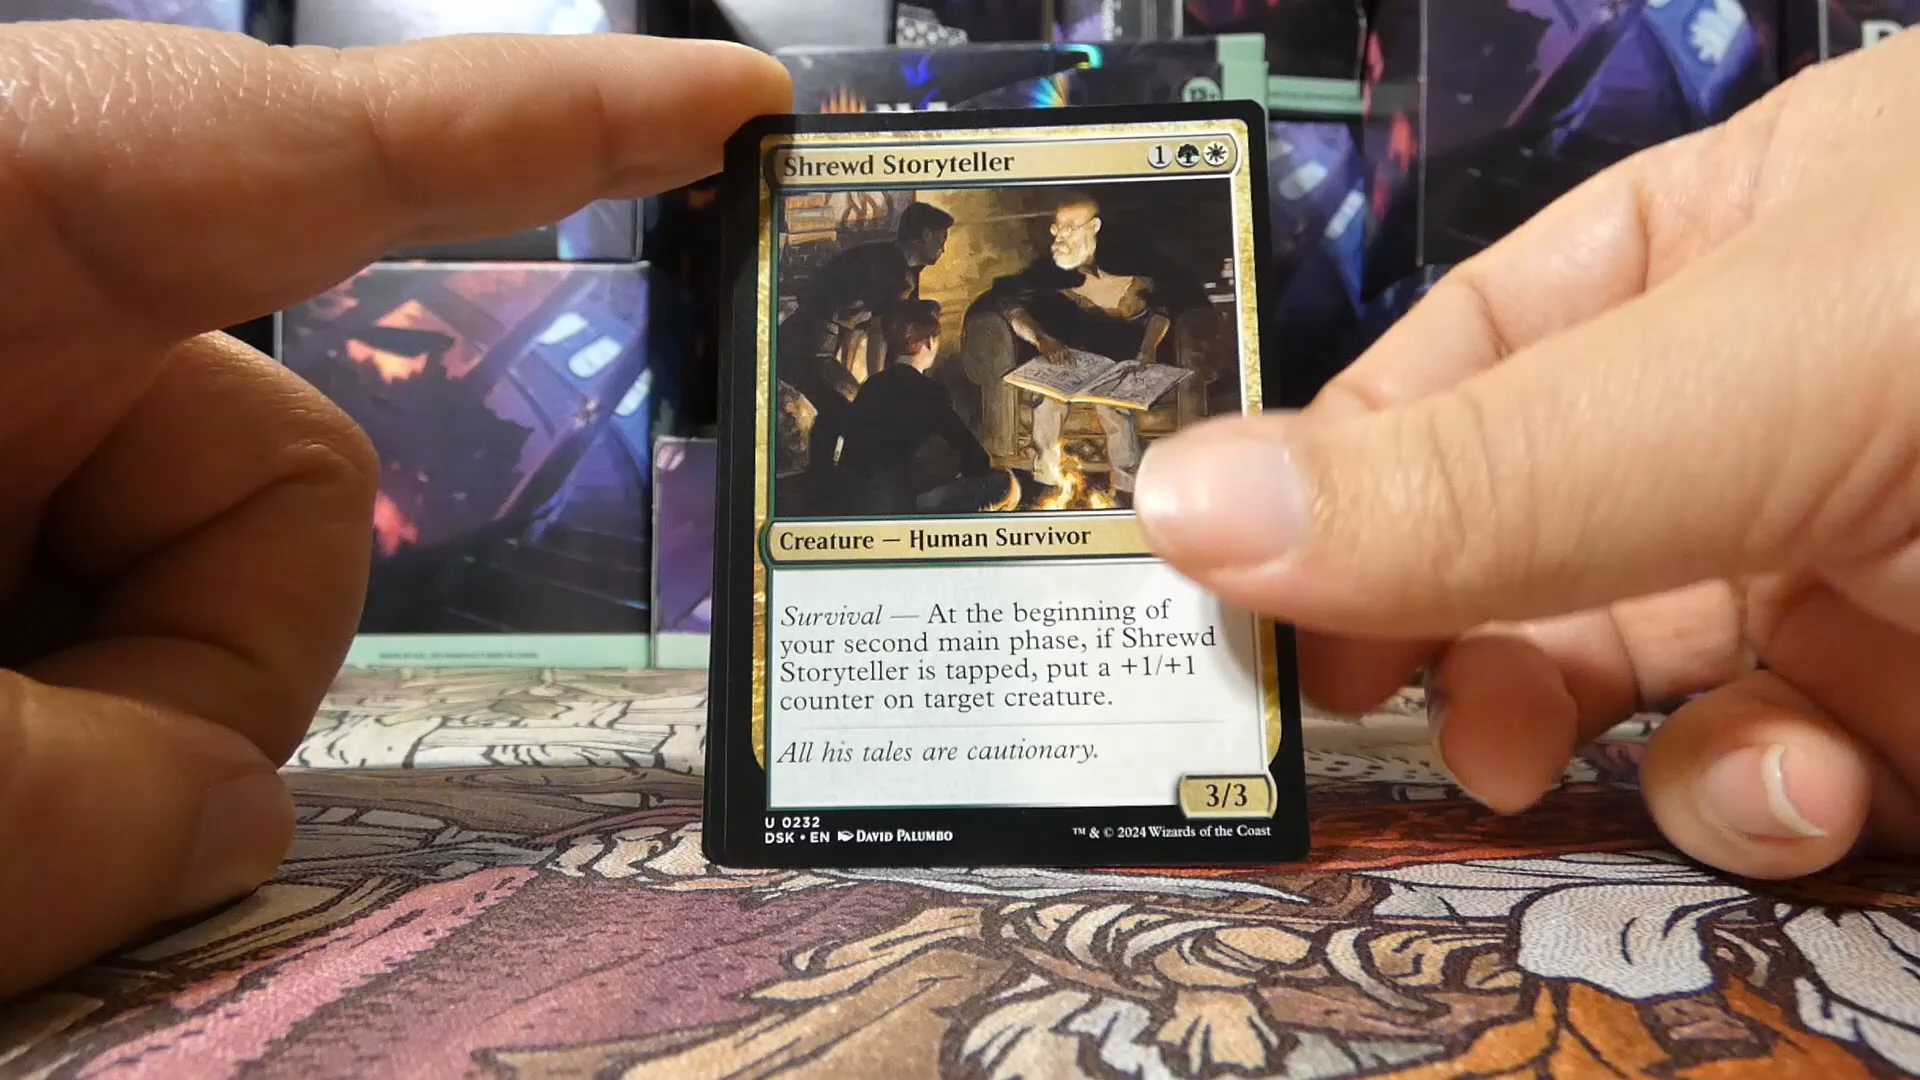 Shrewd Storyteller 1
Creature — Human Survivor
Survival — At the beginning of
your second main phase, if Shrewd
Storyteller is tapped, put a +1/+1
counter on target creature.
All his tales are cautionary.
3/3
U 0232
DSK • EN DAVID PALUMBO
™ & © 2024 Wizards of the Coast